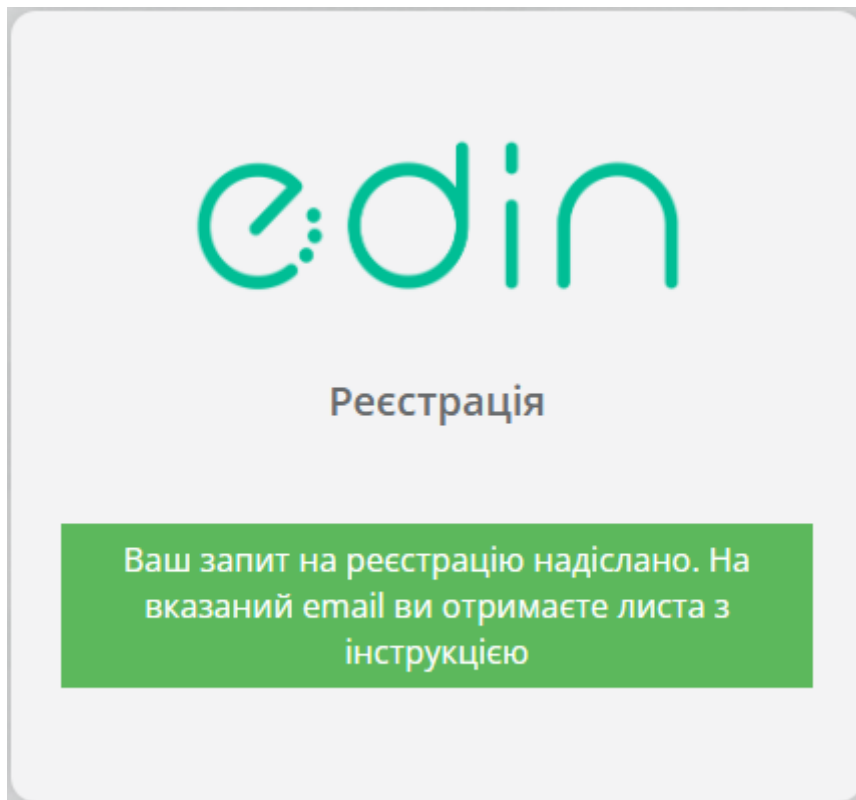 edin
Реєстрація
Ваш запит на реєстрацію надіслано. На
вказаний email ви отримаєте листа з
інструкцією